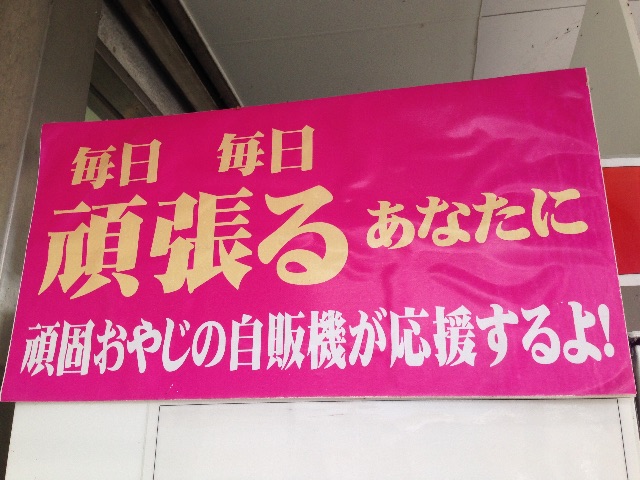 毎日 毎日
頑張る あなたに
頑固おやじの自販機が応援するよ!